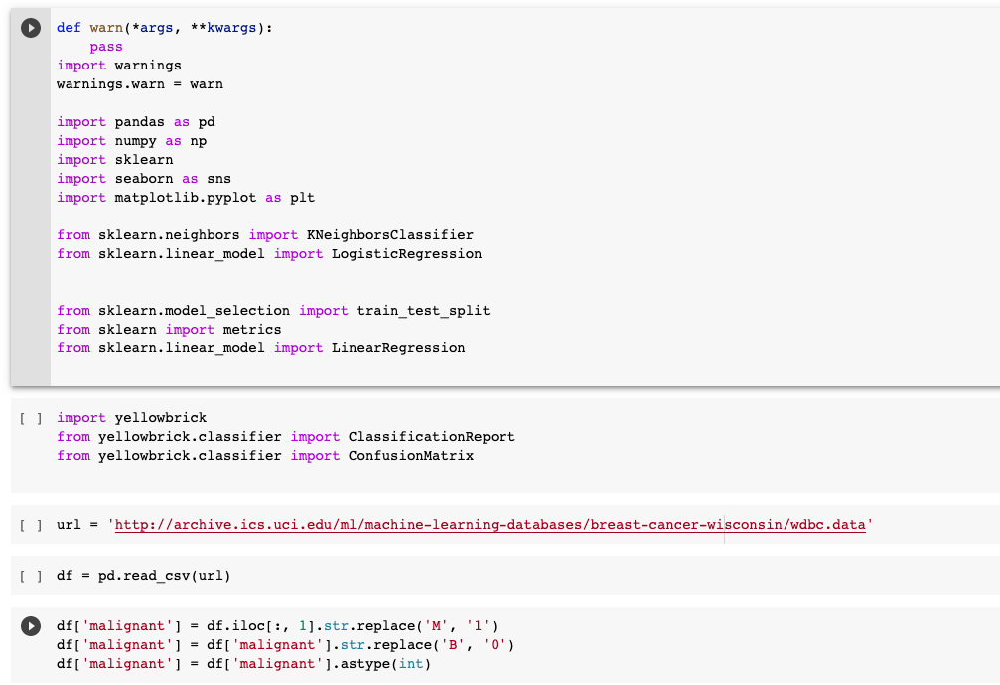 def warn(*args, **kwargs):
    pass
import warnings
warnings.warn = warn

import pandas as pd
import numpy as np
import sklearn
import seaborn as sns
import matplotlib.pyplot as plt

from sklearn.neighbors import KNeighborsClassifier
from sklearn.linear_model import LogisticRegression


from sklearn.model_selection import train_test_split
from sklearn import metrics
from sklearn.linear_model import LinearRegression

[ ] import yellowbrick
from yellowbrick.classifier import ClassificationReport
from yellowbrick.classifier import ConfusionMatrix

[ ] url = 'http://archive.ics.uci.edu/ml/machine-learning-databases/breast-cancer-wisconsin/wdbc.data'

[ ] df = pd.read_csv(url)

df['malignant'] = df.iloc[:, 1].str.replace('M', '1')
df['malignant'] = df['malignant'].str.replace('B', '0')
df['malignant'] = df['malignant'].astype(int)